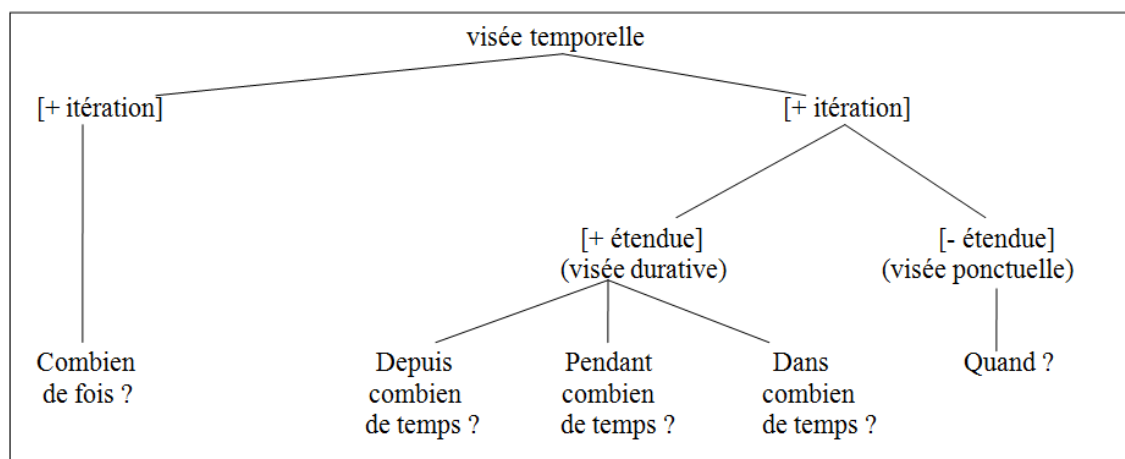 visée temporelle
[+ itération]
[+ itération]
[+ étendue]
(visée durative)
[- étendue]
(visée ponctuelle)
Combien
de fois ?
Depuis
combien
de temps ?
Pendant
combien
de temps ?
Dans
combien
de temps ?
Quand ?